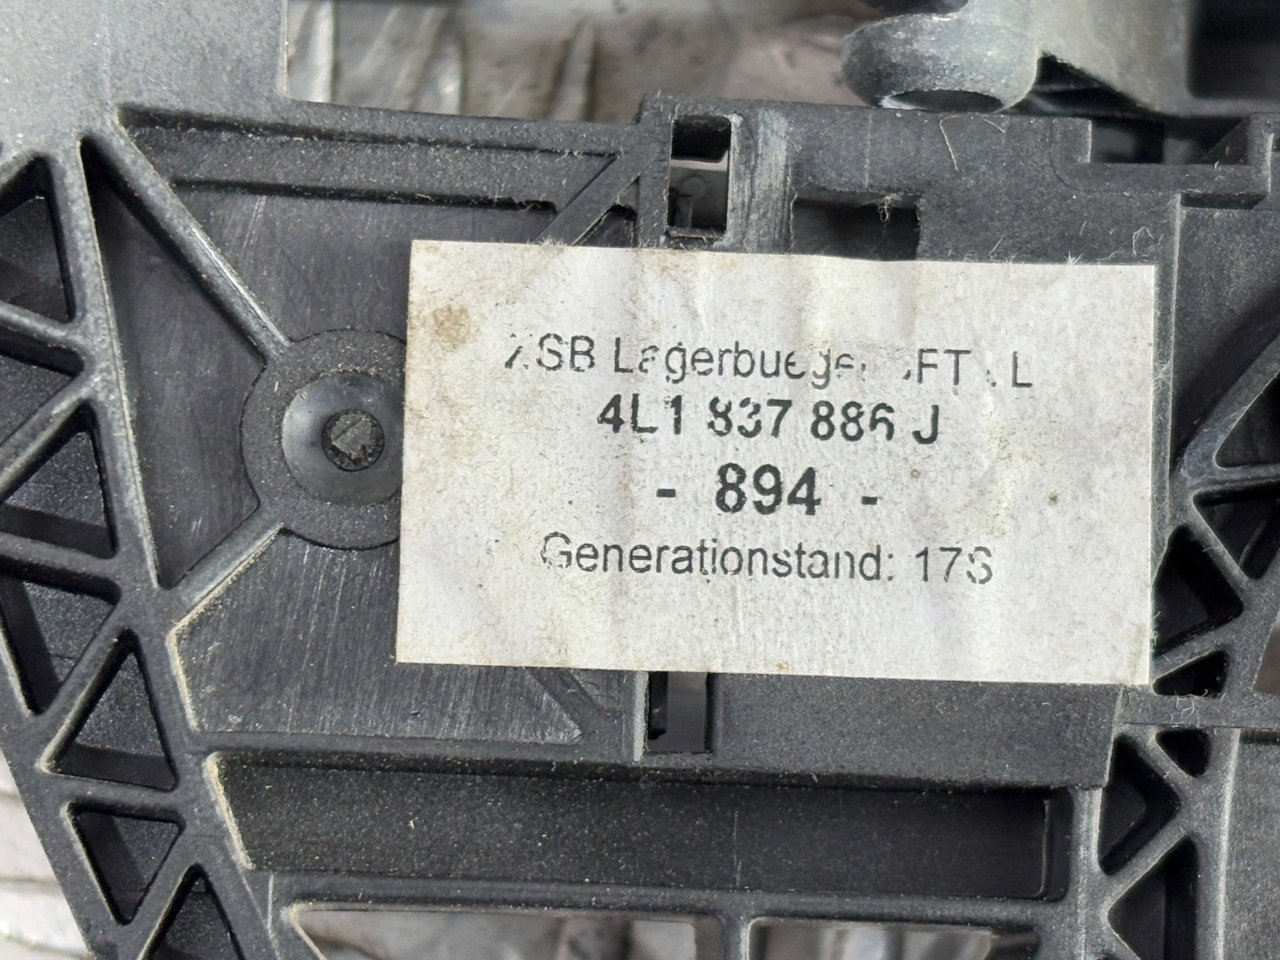 ZSB Lagerbuegel
4L1 837 886 J
- 894 -
Generationstand: 17S